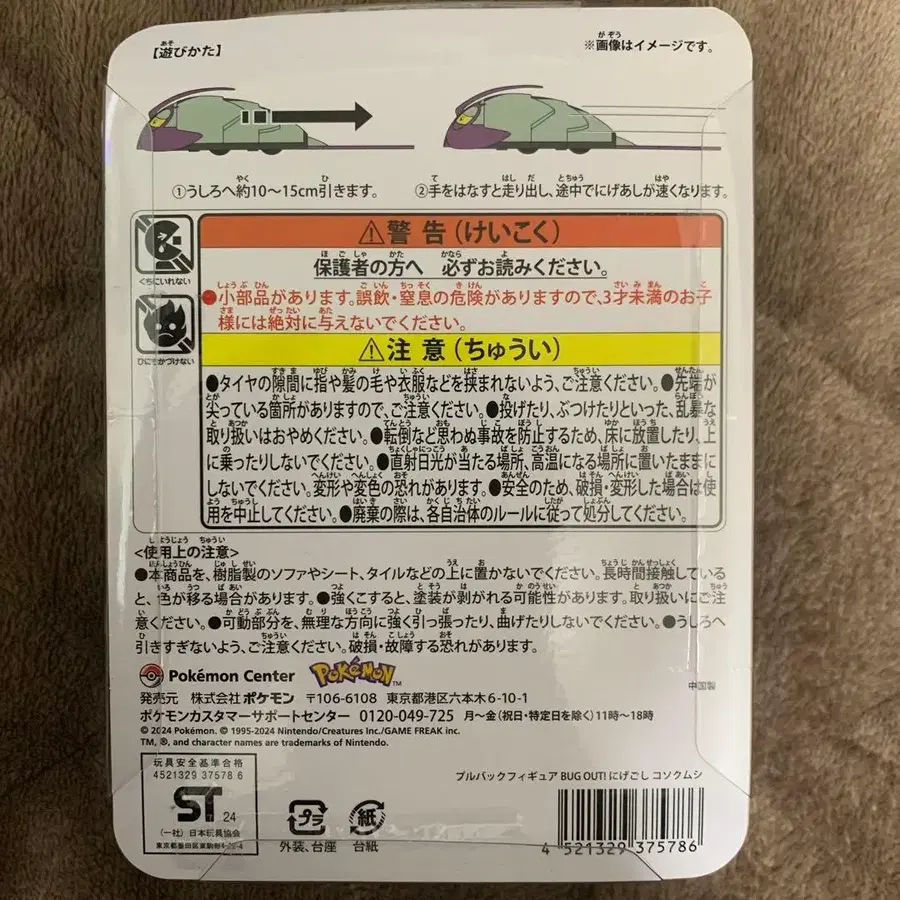 【遊びかた】
※画像はイメージです。
①うしろへ約10〜15cm引きます。
②手をはなすと走り出し、途中でにげあしが速くなります。
くちにいれない
ひにちかづけない
⚠警告(けいこく)
保護者の方へ 必ずお読みください。
●小部品があります。誤飲・窒息の危険がありますので、3才未満のお子
様には絶対に与えないでください。
⚠注意(ちゅうい)
●タイヤの隙間に指や髪の毛や衣服などを挟まれないよう、ご注意ください。●先端が
尖っている箇所がありますので、ご注意ください。●投げたり、ぶつけたりといった、乱暴な
取り扱いはおやめください。●転倒など思わぬ事故を防止するため、床に放置したり、上
に乗ったりしないでください。●直射日光が当たる場所、高温になる場所に置いたままに
しないでください。変形や変色の恐れがあります。●安全のため、破損・変形した場合は使
用を中止してください。●廃棄の際は、各自治体のルールに従って処分してください。
<使用上の注意>
●本商品を、樹脂製のソファやシート、タイルなどの上に置かないでください。長時間接触している
と、色が移る場合があります。●強くこすると、塗装が剥がれる可能性があります。取り扱いにご注
意ください。●可動部分を、無理な方向に強く引っ張ったり、曲げたりしないでください。●うしろへ
引きすぎないよう、ご注意ください。破損・故障する恐れがあります。
Pokémon Center POKéMON TM
中国製
発売元 株式会社ポケモン 〒106-6108 東京都港区六本木6-10-1
ポケモンカスタマーサポートセンター 0120-049-725 月〜金(祝日・特定日を除く)11時〜18時
© 2024 Pokémon. © 1995-2024 Nintendo/Creatures Inc./GAME FREAK inc.
TM, ®, and character names are trademarks of Nintendo.
玩具安全基準合格
4521329 37578 6
ST 24
(一社)日本玩具協会
東京都墨田区東駒形4-22-4
プラ
外装、台座
紙
台紙
プルバックフィギュア BUG OUT! にげごし コソクムシ
4 521329 375786